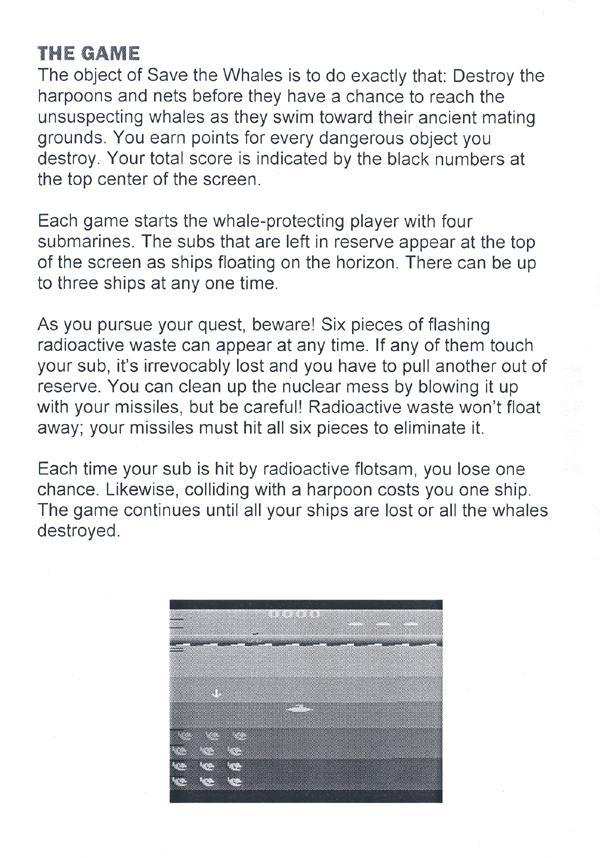 THE GAME
The object of Save the Whales is to do exactly that: Destroy the
harpoons and nets before they have a chance to reach the
unsuspecting whales as they swim toward their ancient mating
grounds. You earn points for every dangerous object you
destroy. Your total score is indicated by the black numbers at
the top center of the screen.
Each game starts the whale-protecting player with four
submarines. The subs that are left in reserve appear at the top
of the screen as ships floating on the horizon. There can be up
to three ships at any one time.
As you pursue your quest, beware! Six pieces of flashing
radioactive waste can appear at any time. If any of them touch
your sub, it's irrevocably lost and you have to pull another out of
reserve. You can clean up the nuclear mess by blowing it up
with your missiles, but be careful! Radioactive waste won't float
away; your missiles must hit all six pieces to eliminate it.
Each time your sub is hit by radioactive flotsam, you lose one
chance. Likewise, colliding with a harpoon costs you one ship.
The game continues until all your ships are lost or all the whales
destroyed.
0000